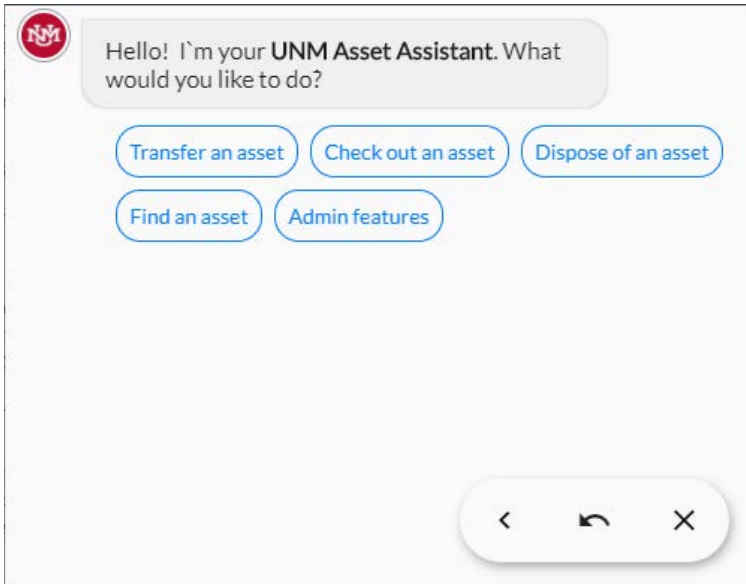 UNM
Hello! I`m your UNM Asset Assistant. What
would you like to do?
Transfer an asset
Check out an asset
Dispose of an asset
Find an asset
Admin features